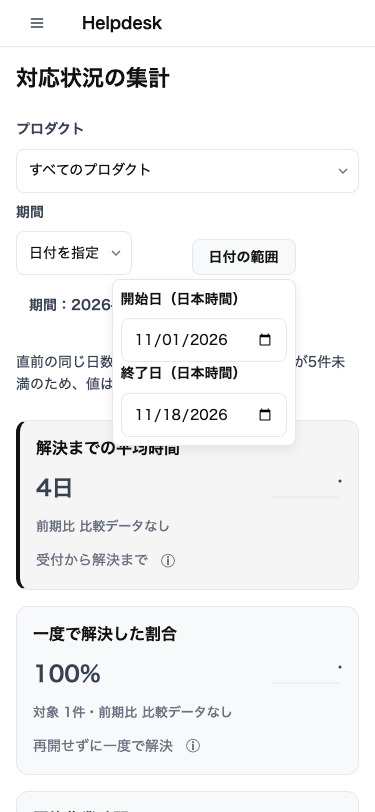 Helpdesk
対応状況の集計
プロダクト
すべてのプロダクト
期間
日付を指定
日付の範囲
期間：2026
開始日（日本時間）
11/01/2026
終了日（日本時間）
11/18/2026
直前の同じ日数
が5件未
満のため、値は
解決までの平均時間
4日
前期比 比較データなし
受付から解決まで
一度で解決した割合
100%
対象 1件・前期比 比較データなし
再開せずに一度で解決